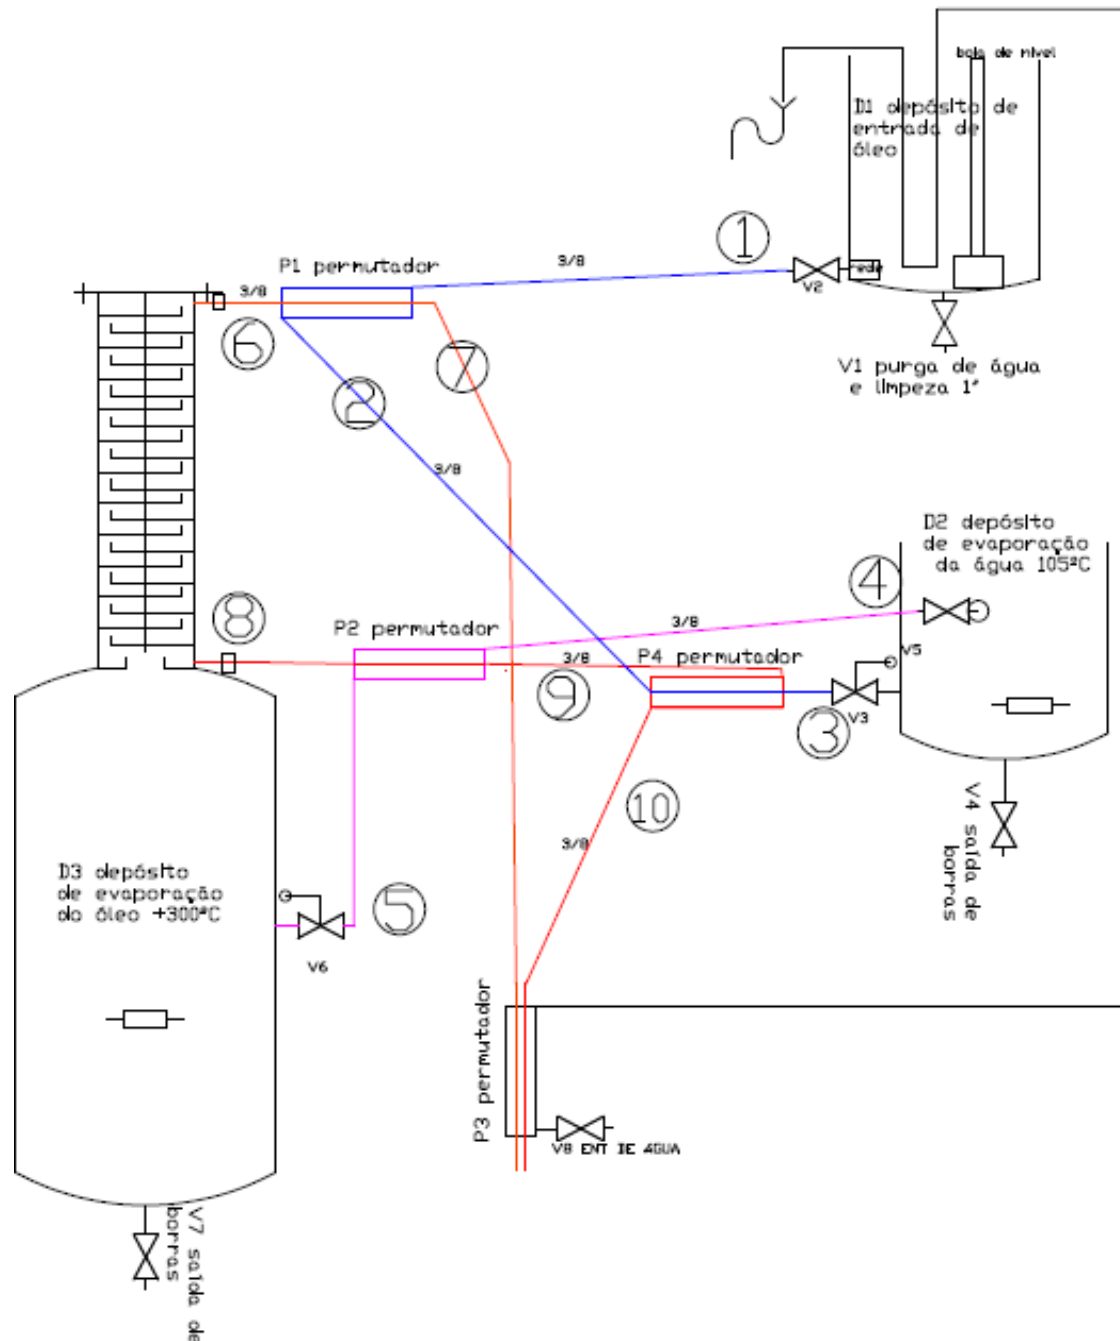 bóia de nível
D1 depósito de
entrada de
óleo
1
3/8
P1 permutador
rede
V2
3/8
6
7
2
V1 purga de água
e limpeza 1"
3/8
D2 depósito
de evaporação
da água 105ºC
4
8
3/8
P2 permutador
V5
3/8
P4 permutador
9
V3
3
10
3/8
V4 saída de
borras
D3 depósito
de evaporação
do óleo +300ºC
5
V6
P3 permutador
V8 ENT DE AGUA
V7 saída de
borras